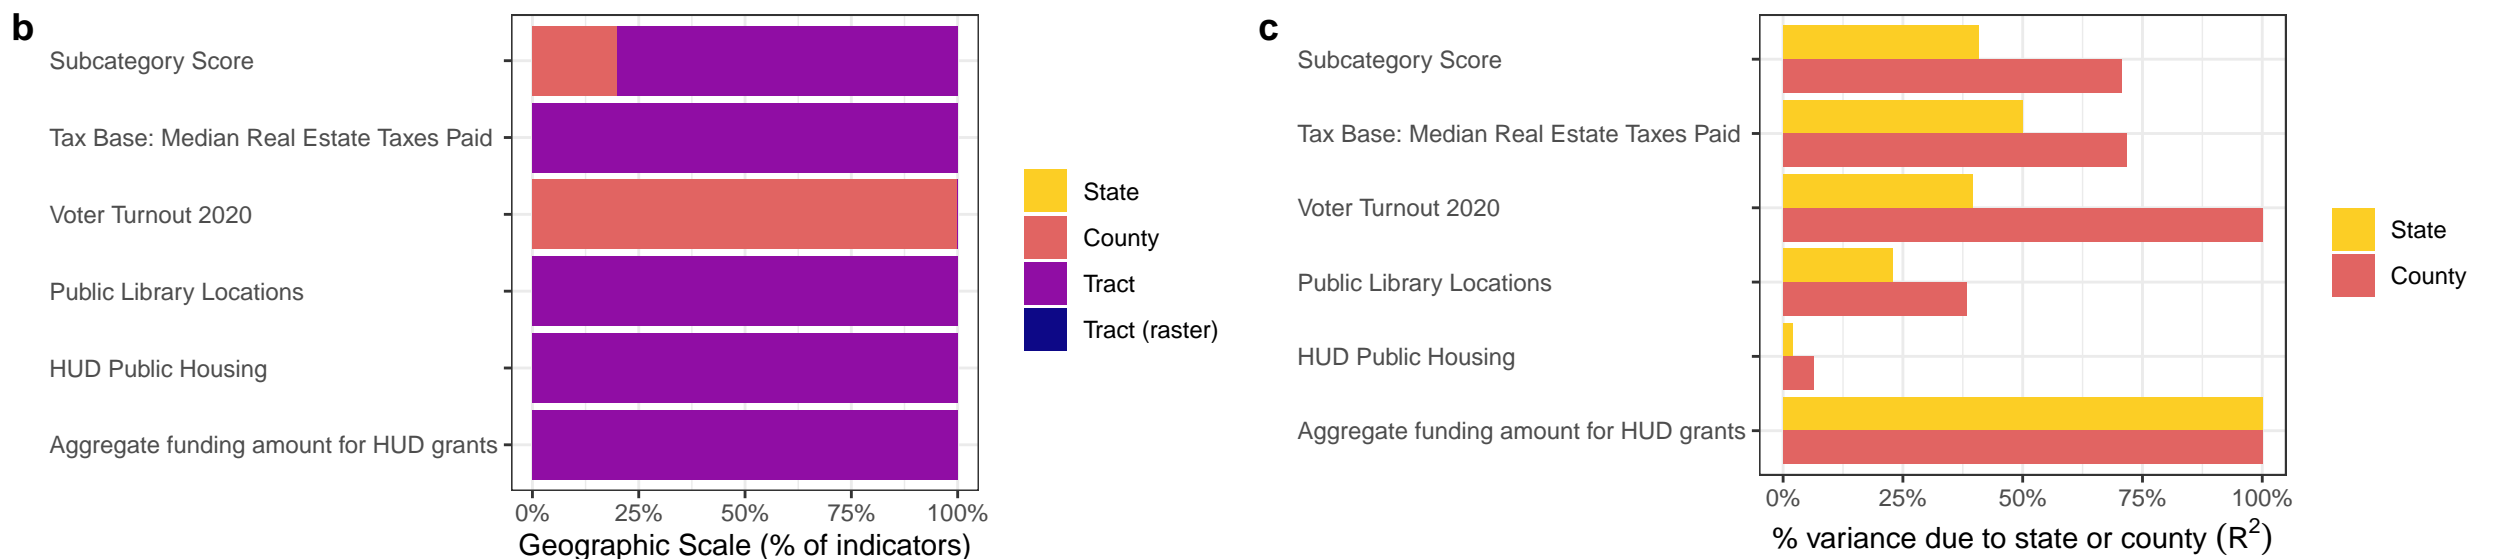 b
Subcategory Score
Tax Base: Median Real Estate Taxes Paid
Voter Turnout 2020
Public Library Locations
HUD Public Housing
Aggregate funding amount for HUD grants
0% 25% 50% 75% 100%
Geographic Scale (% of indicators)
State
County
Tract
Tract (raster)
c
Subcategory Score
Tax Base: Median Real Estate Taxes Paid
Voter Turnout 2020
Public Library Locations
HUD Public Housing
Aggregate funding amount for HUD grants
0% 25% 50% 75% 100%
% variance due to state or county (R²)
State
County